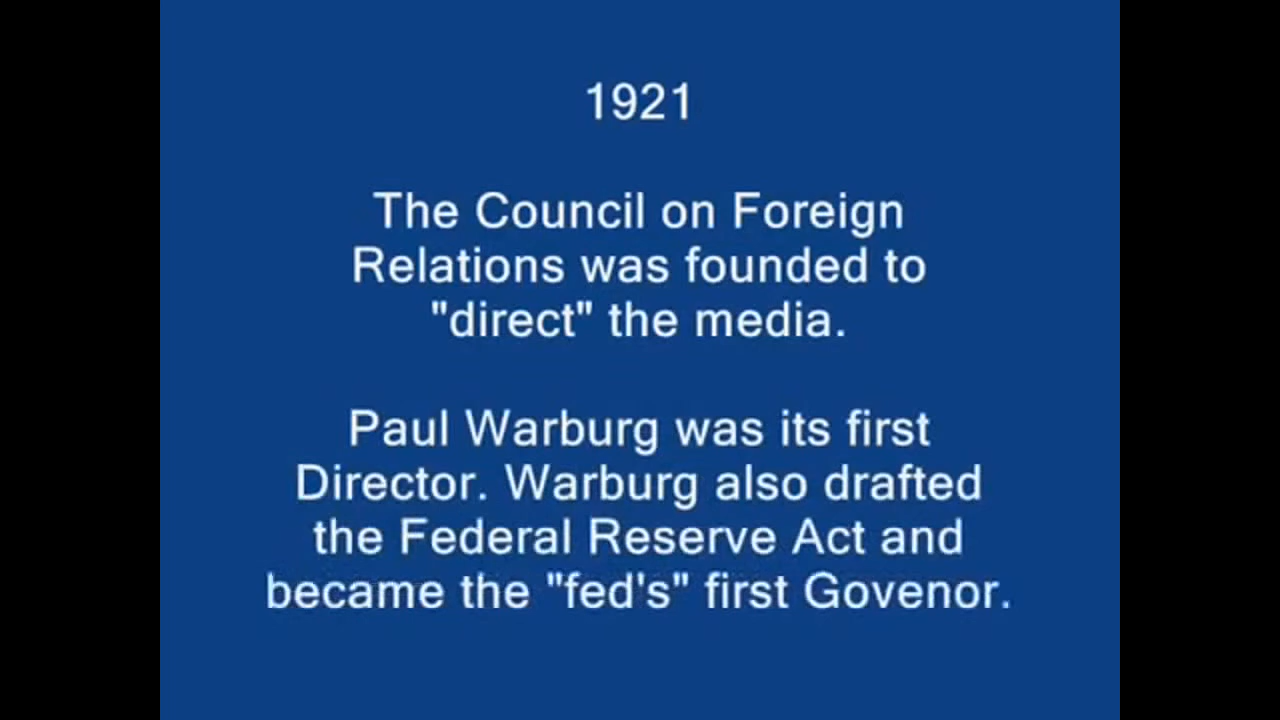 1921
The Council on Foreign
Relations was founded to
"direct" the media.
Paul Warburg was its first
Director. Warburg also drafted
the Federal Reserve Act and
became the "fed's" first Govenor.